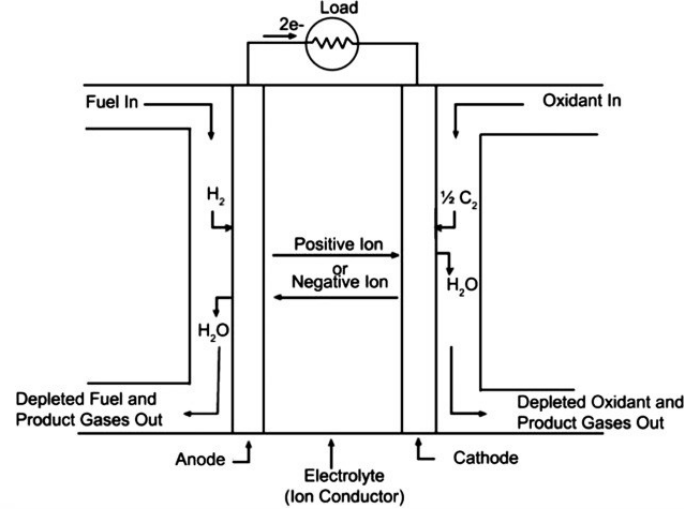 Load
2e-
Fuel In
Oxidant In
H₂
½ C₂
Positive Ion
or
Negative Ion
H₂O
H₂O
Depleted Fuel and
Product Gases Out
Depleted Oxidant and
Product Gases Out
Anode
Electrolyte
(Ion Conductor)
Cathode